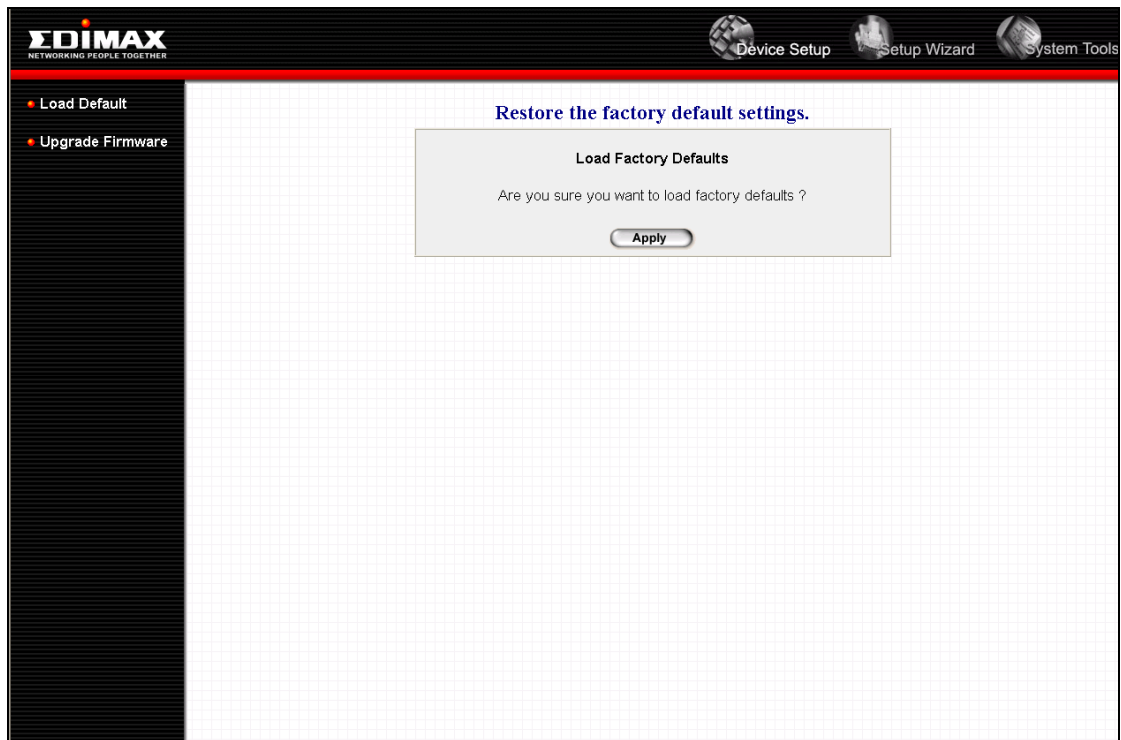 EDIMAX
NETWORKING PEOPLE TOGETHER
Device Setup
Setup Wizard
System Tools
Load Default
Upgrade Firmware
Restore the factory default settings.
Load Factory Defaults
Are you sure you want to load factory defaults ?
Apply